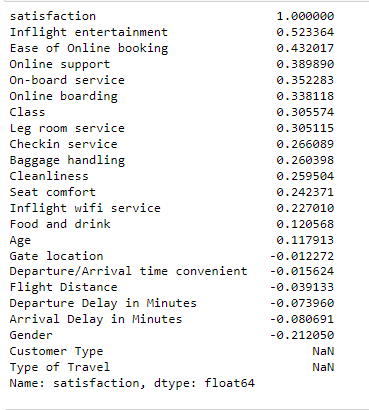 satisfaction 1.000000
Inflight entertainment 0.523364
Ease of Online booking 0.432017
Online support 0.389890
On-board service 0.352283
Online boarding 0.338118
Class 0.305574
Leg room service 0.305115
Checkin service 0.266089
Baggage handling 0.260398
Cleanliness 0.259504
Seat comfort 0.242371
Inflight wifi service 0.227010
Food and drink 0.120568
Age 0.117913
Gate location -0.012272
Departure/Arrival time convenient -0.015624
Flight Distance -0.039133
Departure Delay in Minutes -0.073960
Arrival Delay in Minutes -0.080691
Gender -0.212050
Customer Type NaN
Type of Travel NaN
Name: satisfaction, dtype: float64